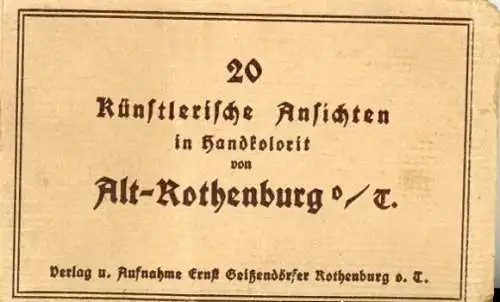 20
Künstlerische Ansichten
in Handkolorit
von
Alt-Rothenburg o/T.
Verlag u. Aufnahme Ernst Geißendörfer Rothenburg o. T.